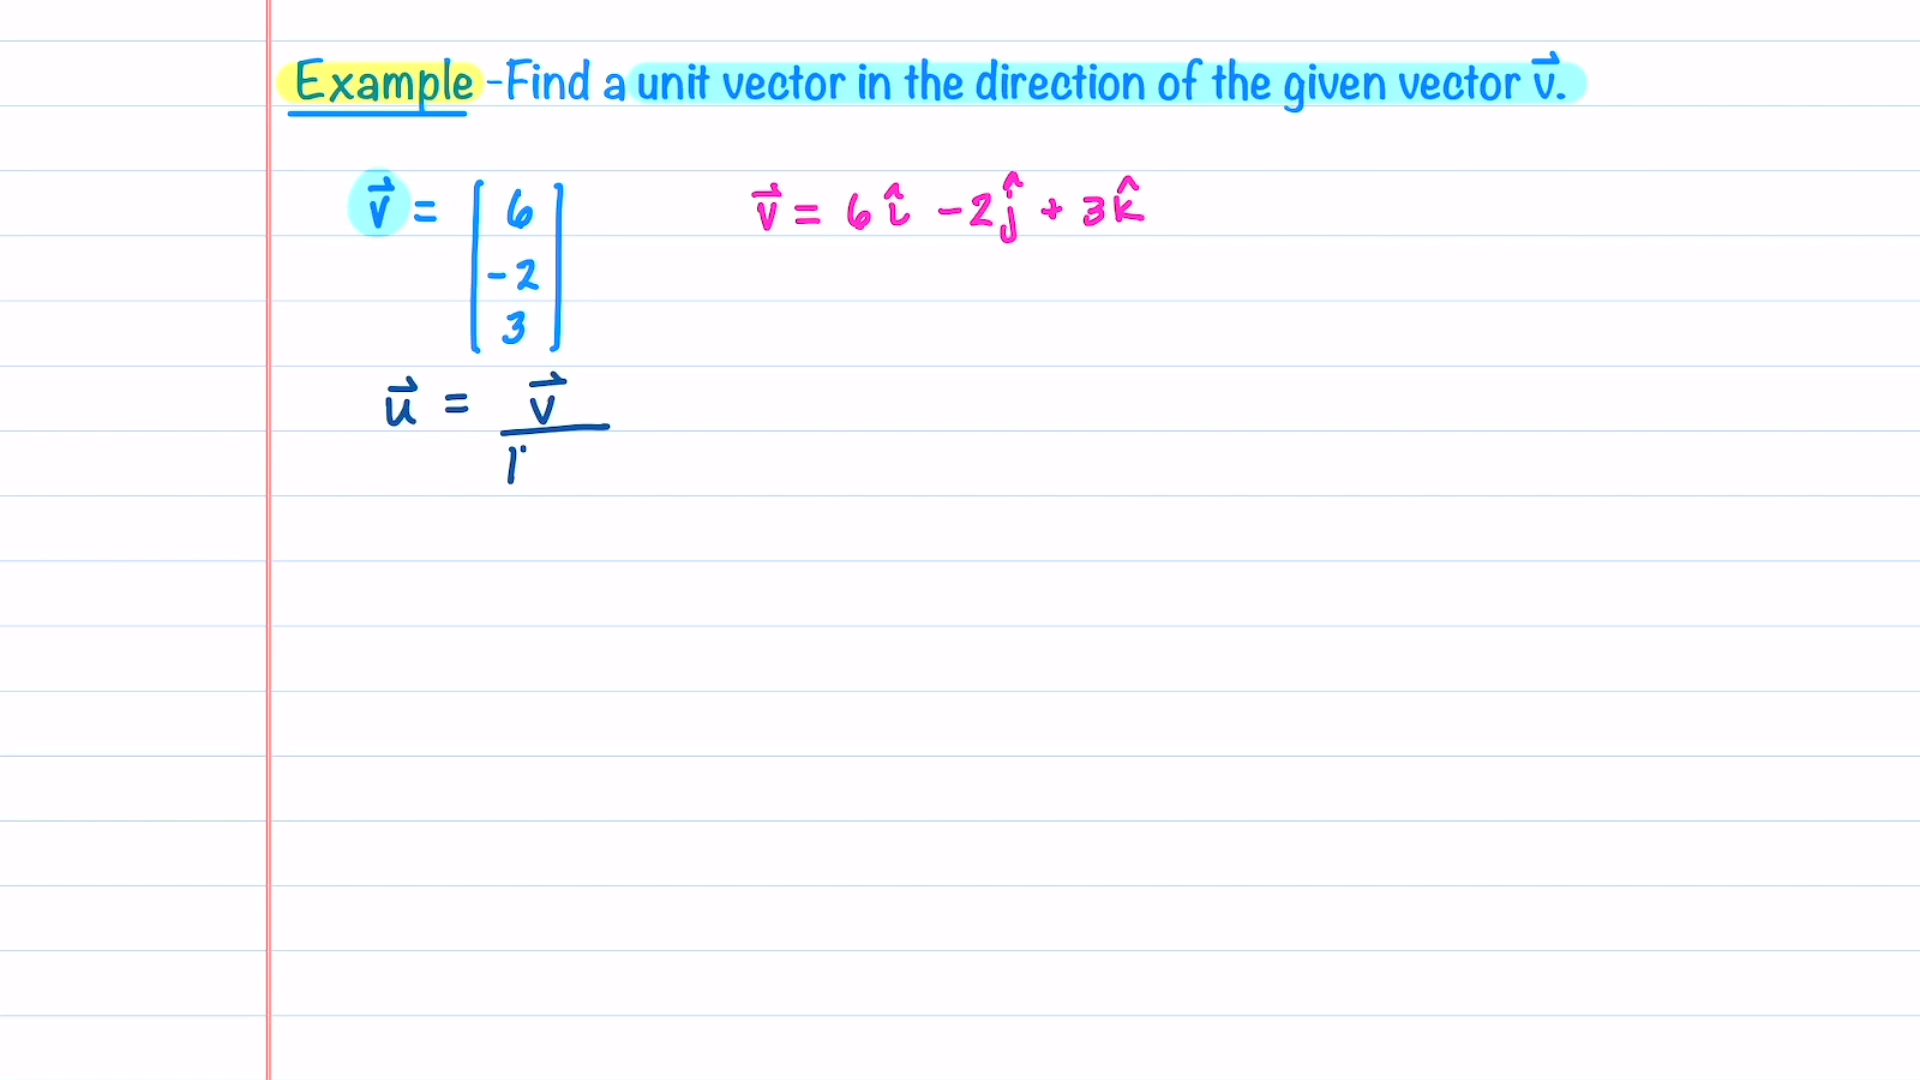 Example - Find a unit vector in the direction of the given vector v⃗.
v⃗ = [6 -2 3] v⃗ = 6î - 2ĵ + 3k̂
u⃗ = v⃗ / |